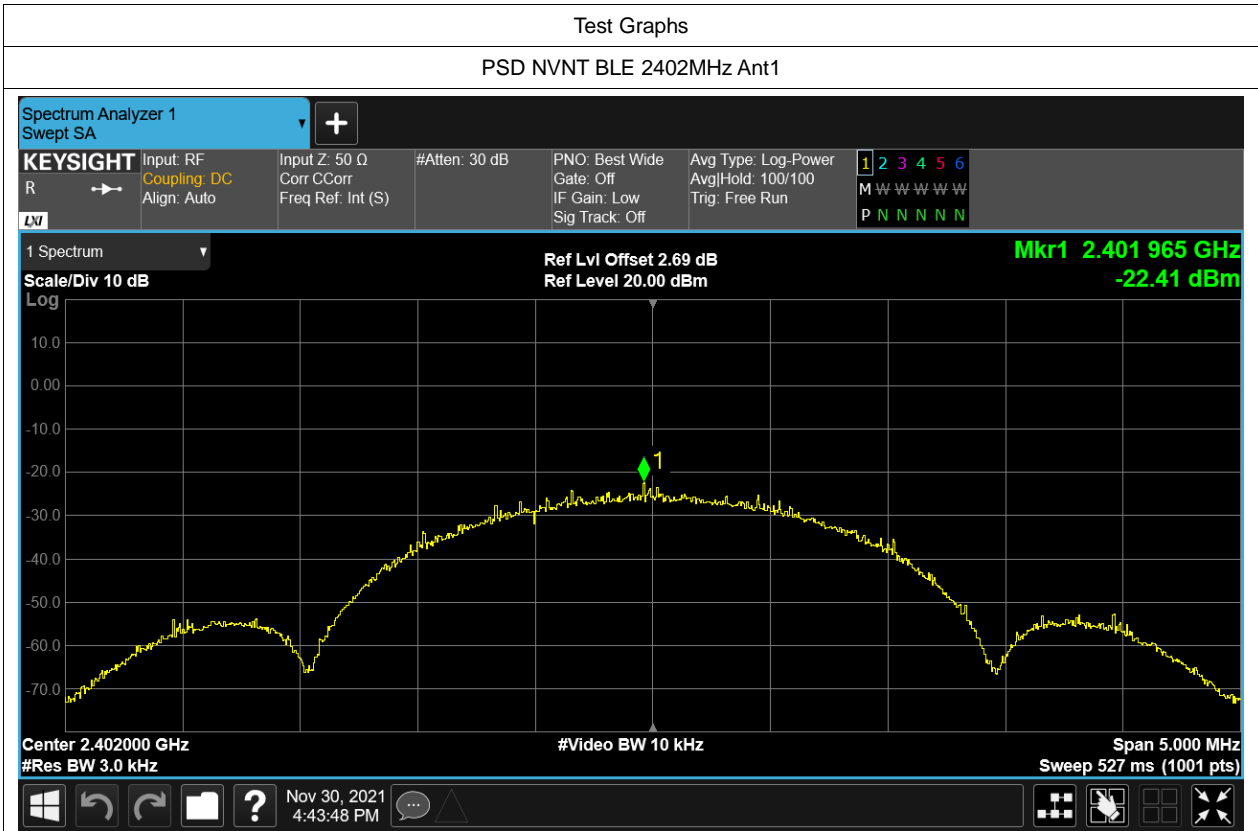 Test Graphs
PSD NVNT BLE 2402MHz Ant1
Spectrum Analyzer 1
Swept SA
KEYSIGHT
R
LXI
Input: RF
Coupling: DC
Align: Auto
Input Z: 50 Ω
Corr CCorr
Freq Ref: Int (S)
#Atten: 30 dB
PNO: Best Wide
Gate: Off
IF Gain: Low
Sig Track: Off
Avg Type: Log-Power
Avg|Hold: 100/100
Trig: Free Run
1 2 3 4 5 6
M W W W W W
P N N N N N
1 Spectrum
Scale/Div 10 dB
Ref Lvl Offset 2.69 dB
Ref Level 20.00 dBm
Mkr1 2.401 965 GHz
-22.41 dBm
Log
10.0
0.00
-10.0
-20.0
-30.0
-40.0
-50.0
-60.0
-70.0
1
Center 2.402000 GHz
#Res BW 3.0 kHz
#Video BW 10 kHz
Span 5.000 MHz
Sweep 527 ms (1001 pts)
?
Nov 30, 2021
4:43:48 PM